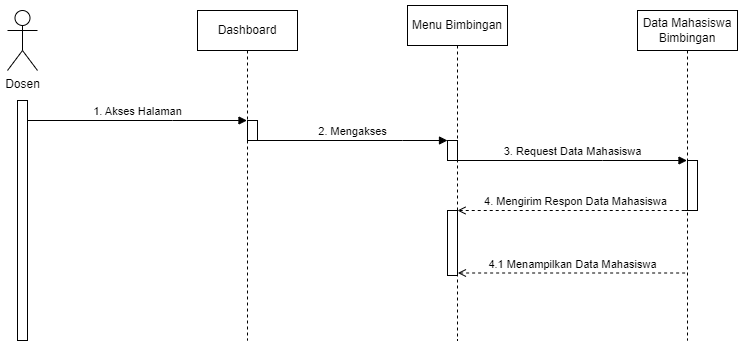 Dosen
Dashboard
Menu Bimbingan
Data Mahasiswa
Bimbingan
1. Akses Halaman
2. Mengakses
3. Request Data Mahasiswa
4. Mengirim Respon Data Mahasiswa
4.1 Menampilkan Data Mahasiswa